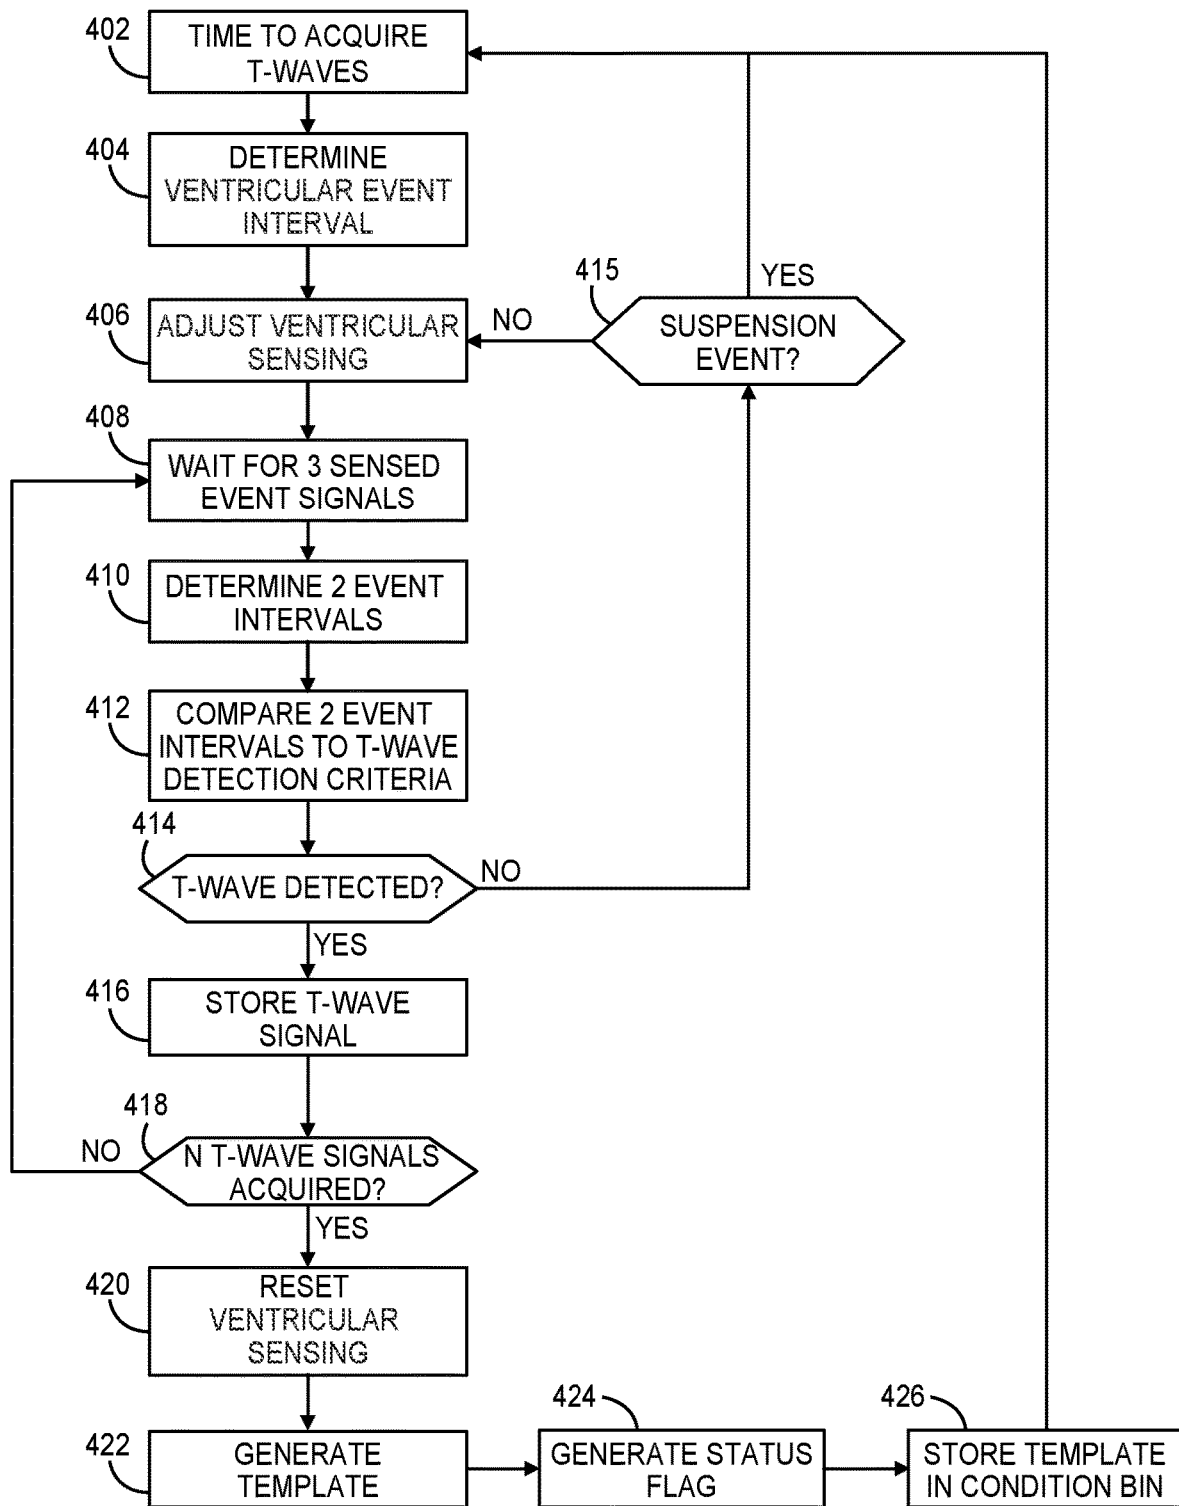 402
TIME TO ACQUIRE
T-WAVES
404
DETERMINE
VENTRICULAR EVENT
INTERVAL
415
YES
406
ADJUST VENTRICULAR
SENSING
NO
SUSPENSION
EVENT?
408
WAIT FOR 3 SENSED
EVENT SIGNALS
410
DETERMINE 2 EVENT
INTERVALS
412
COMPARE 2 EVENT
INTERVALS TO T-WAVE
DETECTION CRITERIA
414
T-WAVE DETECTED?
NO
YES
416
STORE T-WAVE
SIGNAL
418
NO
N T-WAVE SIGNALS
ACQUIRED?
YES
420
RESET
VENTRICULAR
SENSING
422
GENERATE
TEMPLATE
424
GENERATE STATUS
FLAG
426
STORE TEMPLATE
IN CONDITION BIN